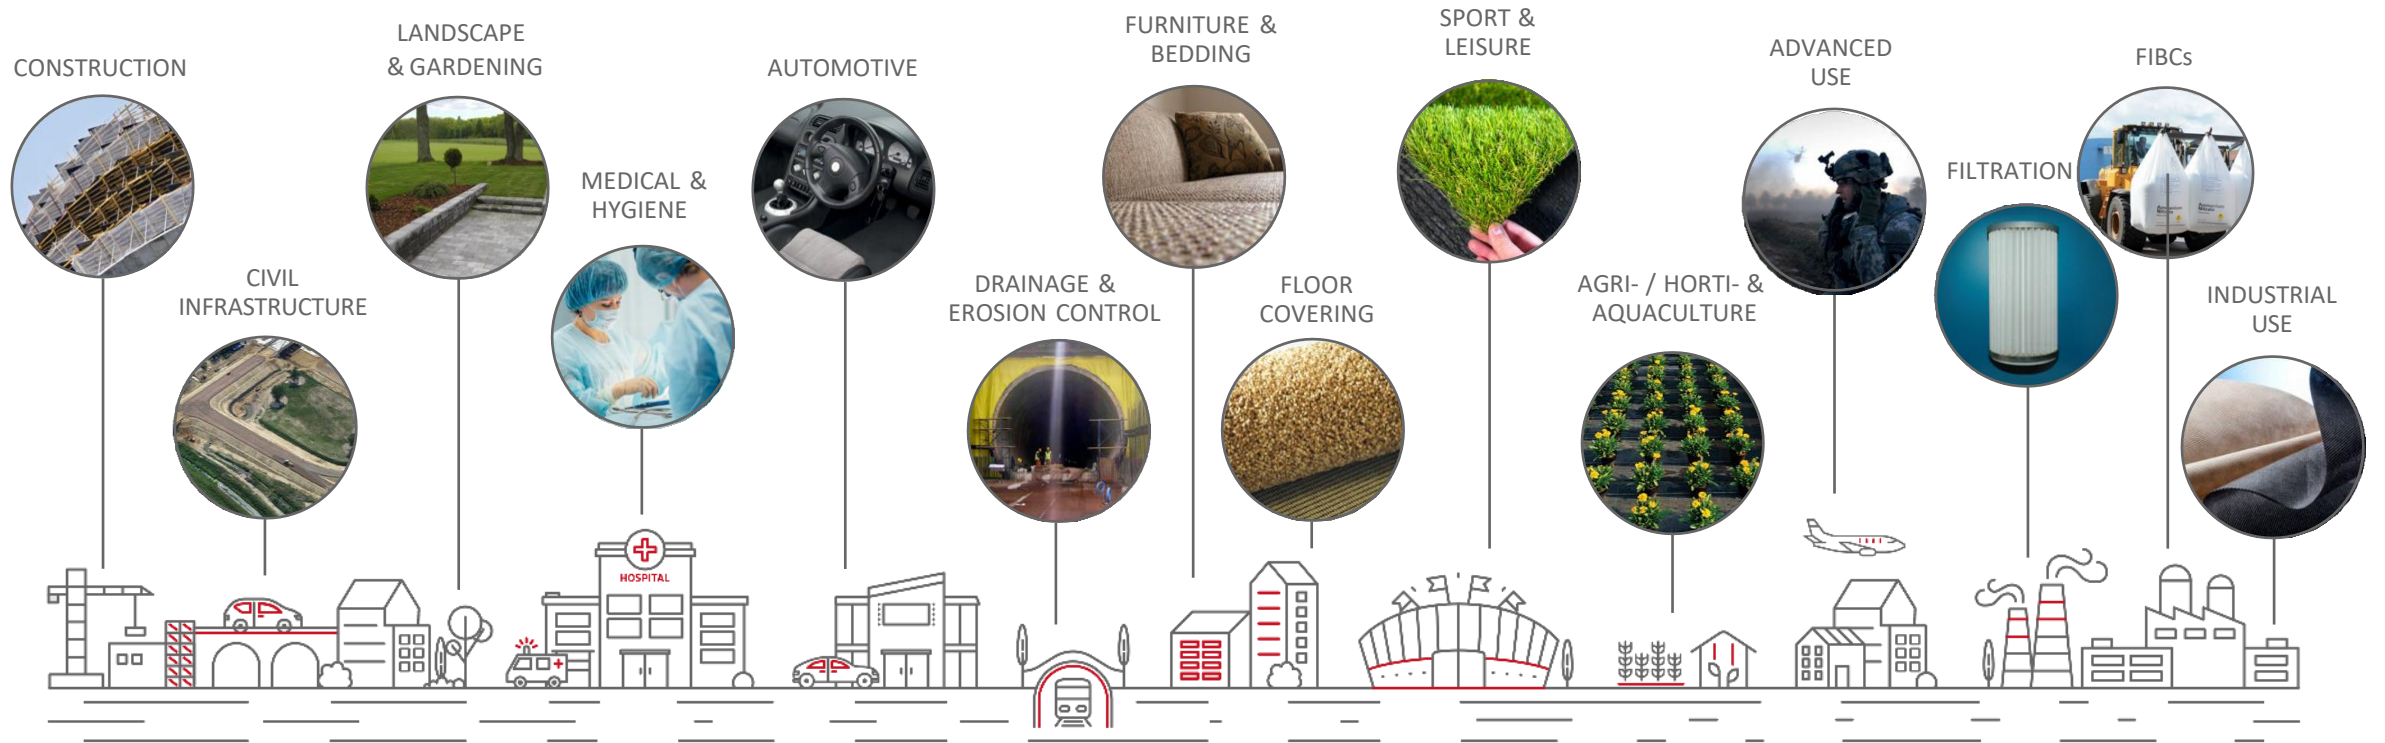 CONSTRUCTION
CIVIL
INFRASTRUCTURE
LANDSCAPE
& GARDENING
MEDICAL &
HYGIENE
AUTOMOTIVE
DRAINAGE &
EROSION CONTROL
FURNITURE &
BEDDING
FLOOR
COVERING
SPORT &
LEISURE
AGRI- / HORTI- &
AQUACULTURE
ADVANCED
USE
FILTRATION
FIBCs
INDUSTRIAL
USE
HOSPITAL